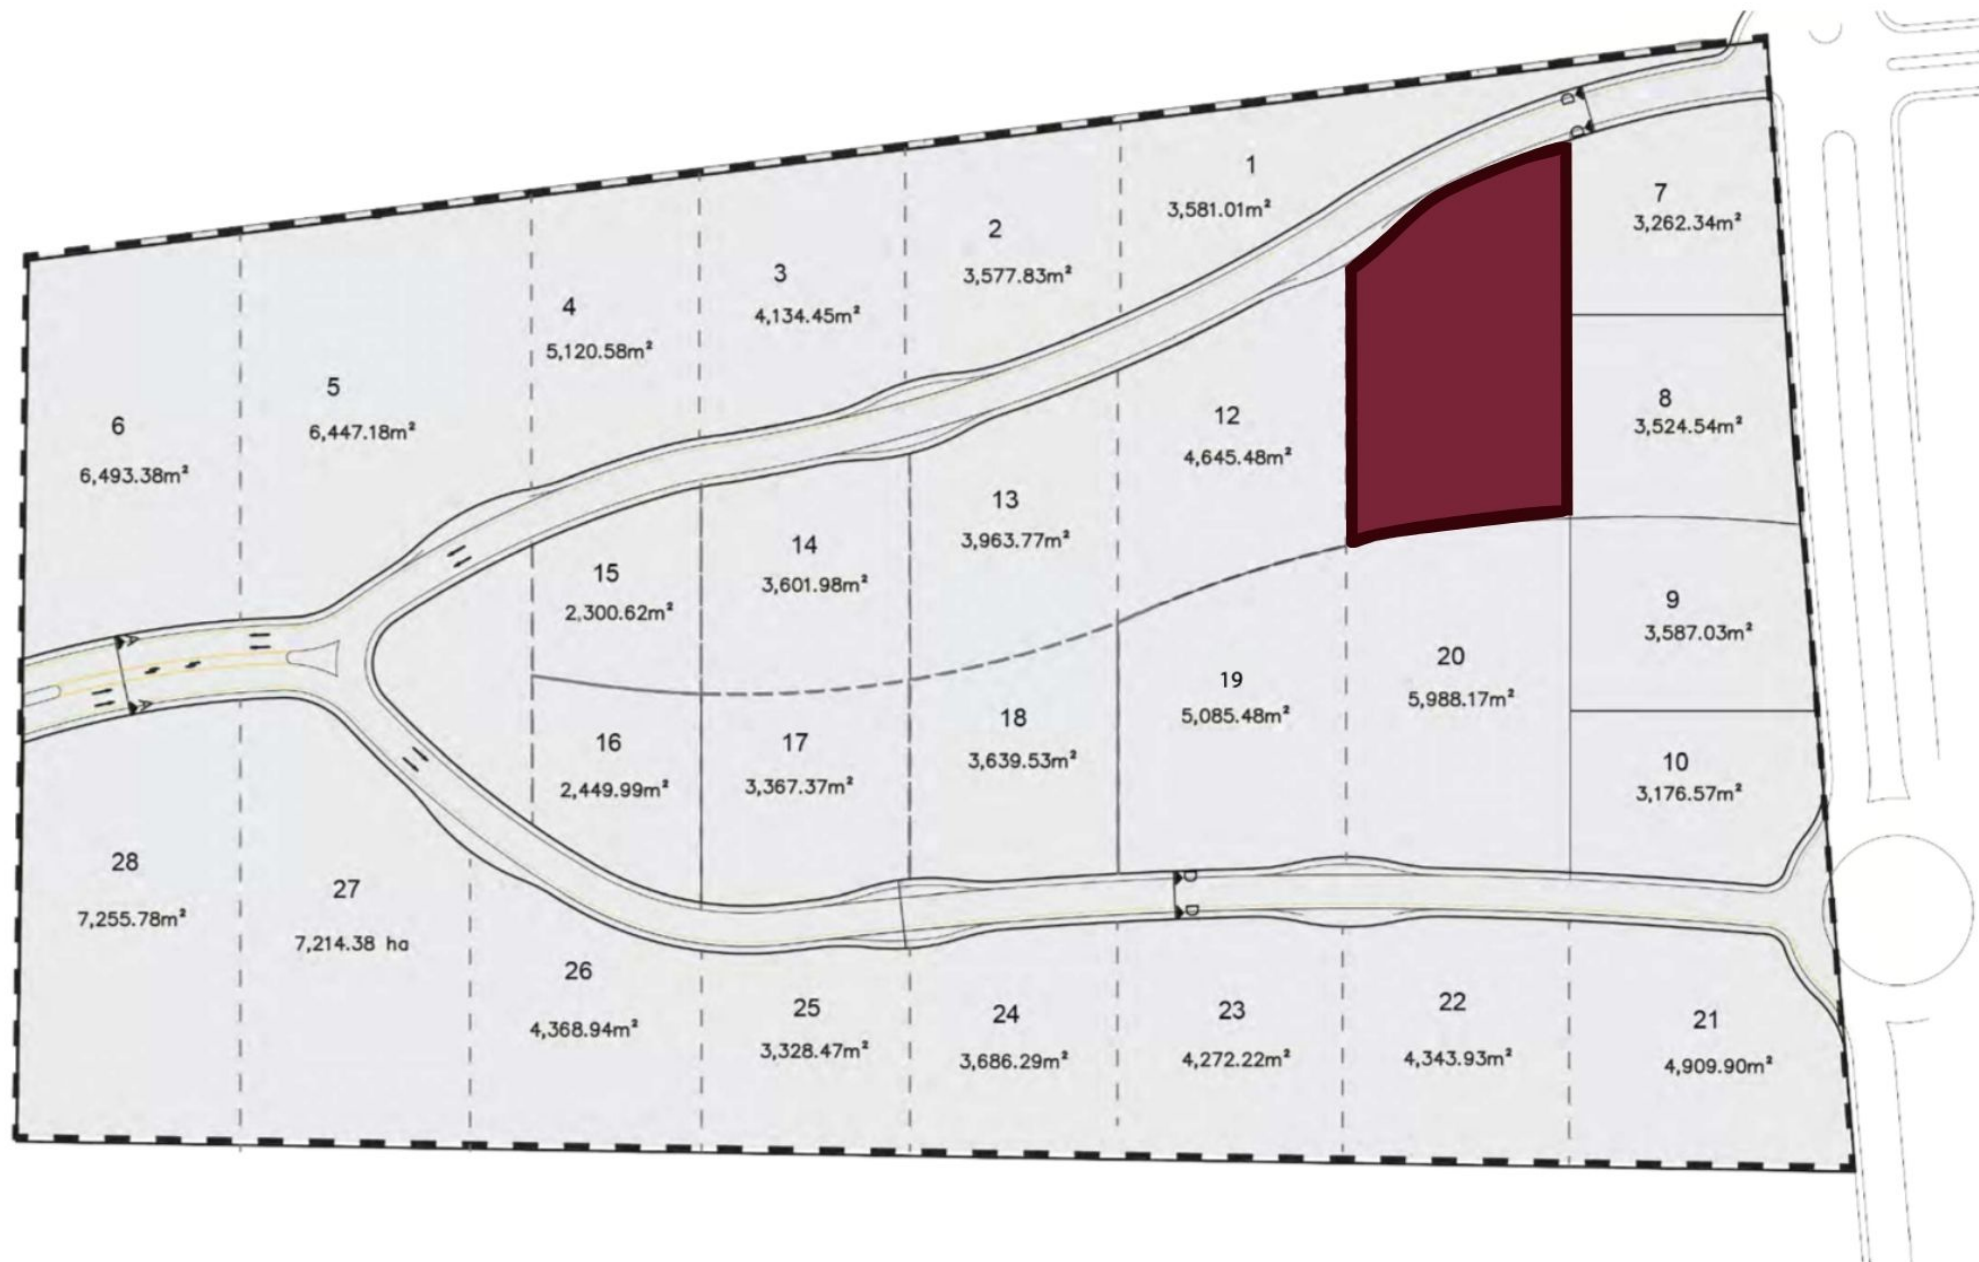 1
3,581.01m²
2
3,577.83m²
3
4,134.45m²
4
5,120.58m²
5
6,447.18m²
6
6,493.38m²
7
3,262.34m²
8
3,524.54m²
9
3,587.03m²
10
3,176.57m²
12
4,645.48m²
13
3,963.77m²
14
3,601.98m²
15
2,300.62m²
16
2,449.99m²
17
3,367.37m²
18
3,639.53m²
19
5,085.48m²
20
5,988.17m²
21
4,909.90m²
22
4,343.93m²
23
4,272.22m²
24
3,686.29m²
25
3,328.47m²
26
4,368.94m²
27
7,214.38 ha
28
7,255.78m²